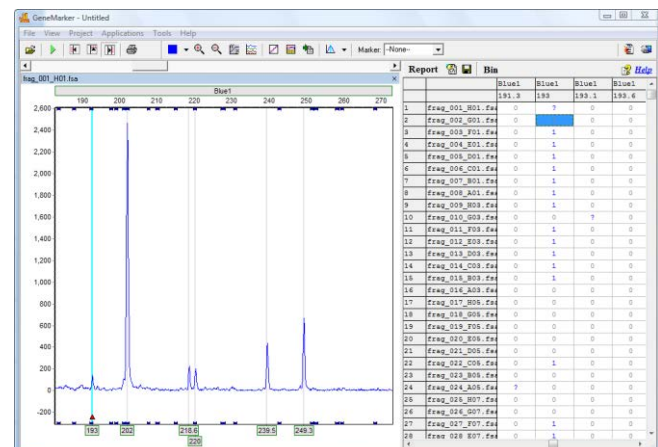 GeneMarker - Untitled
File View Project Applications Tools Help
Marker: -None-
frag_001_H01.fsa
Blue1
190 200 210 220 230 240 250 260 270
2,600
2,400
2,200
2,000
1,800
1,600
1,400
1,200
1,000
800
600
400
200
0
-200
193 202 218.6 239.5 249.3
220
Report Bin Help
Blue1 Blue1 Blue1 Blue1
191.3 193 193.1 193.6
1 frag_001_H01.fsa 0 ? 0 0
2 frag_002_G01.fsa 0 0 0
3 frag_003_F01.fsa 0 1 0 0
4 frag_004_E01.fsa 0 1 0 0
5 frag_005_D01.fsa 0 1 0 0
6 frag_006_C01.fsa 0 1 0 0
7 frag_007_B01.fsa 0 1 0 0
8 frag_008_A01.fsa 0 1 0 0
9 frag_009_H03.fsa 0 1 0 0
10 frag_010_G03.fsa 0 0 ? 0
11 frag_011_F03.fsa 0 1 0 0
12 frag_012_E03.fsa 0 1 0 0
13 frag_013_D03.fsa 0 1 0 0
14 frag_014_C03.fsa 0 1 0 0
15 frag_015_B03.fsa 0 1 0 0
16 frag_016_A03.fsa 0 0 0 0
17 frag_017_H05.fsa 0 0 0 0
18 frag_018_G05.fsa 0 0 0 0
19 frag_019_F05.fsa 0 0 0 0
20 frag_020_E05.fsa 0 0 0 0
21 frag_021_D05.fsa 0 0 0 0
22 frag_022_C05.fsa 0 1 0 0
23 frag_023_B05.fsa 0 0 0 0
24 frag_024_A05.fsa ? 0 0 0
25 frag_025_H07.fsa 0 0 0 0
26 frag_026_G07.fsa 0 0 0 0
27 frag_027_F07.fsa 0 1 0 0
28 frag_028_E07.fsa 0 1 0 0